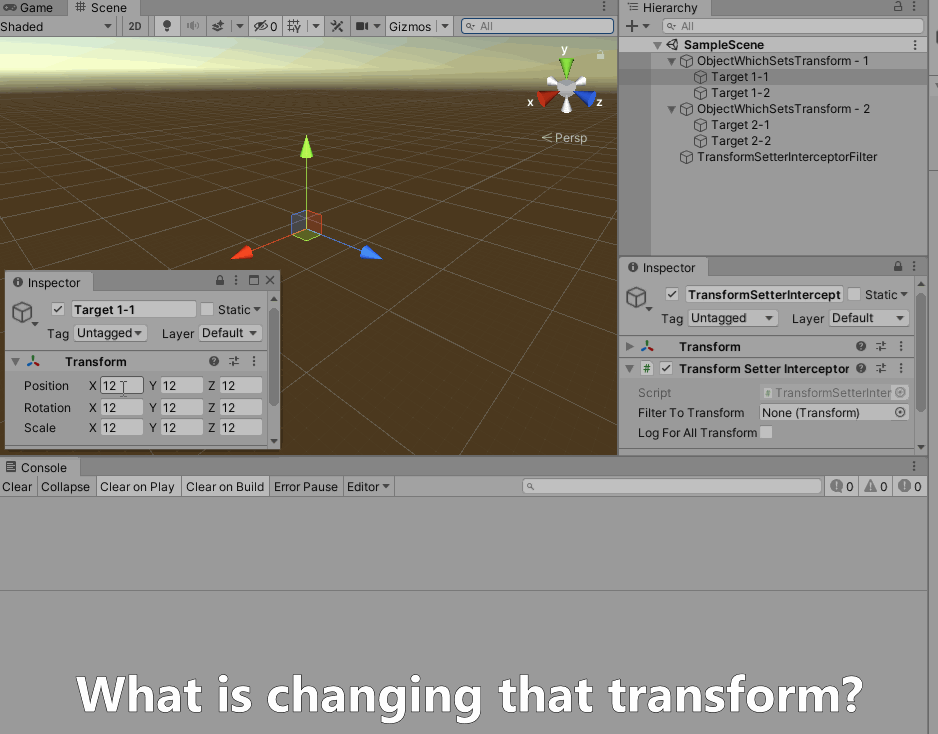 Game
Scene
Shaded
2D
0
Gizmos
All
y
x
z
Persp
Hierarchy
All
SampleScene
ObjectWhichSetsTransform - 1
Target 1-1
Target 1-2
ObjectWhichSetsTransform - 2
Target 2-1
Target 2-2
TransformSetterInterceptorFilter
Inspector
Target 1-1
Static
Tag Untagged Layer Default
Transform
Position X 12 Y 12 Z 12
Rotation X 12 Y 12 Z 12
Scale X 12 Y 12 Z 12
Inspector
TransformSetterIntercept
Static
Tag Untagged Layer Default
Transform
# Transform Setter Interceptor
Script # TransformSetterInter
Filter To Transform None (Transform)
Log For All Transform
Console
Clear Collapse Clear on Play Clear on Build Error Pause Editor 0 0 0
What is changing that transform?